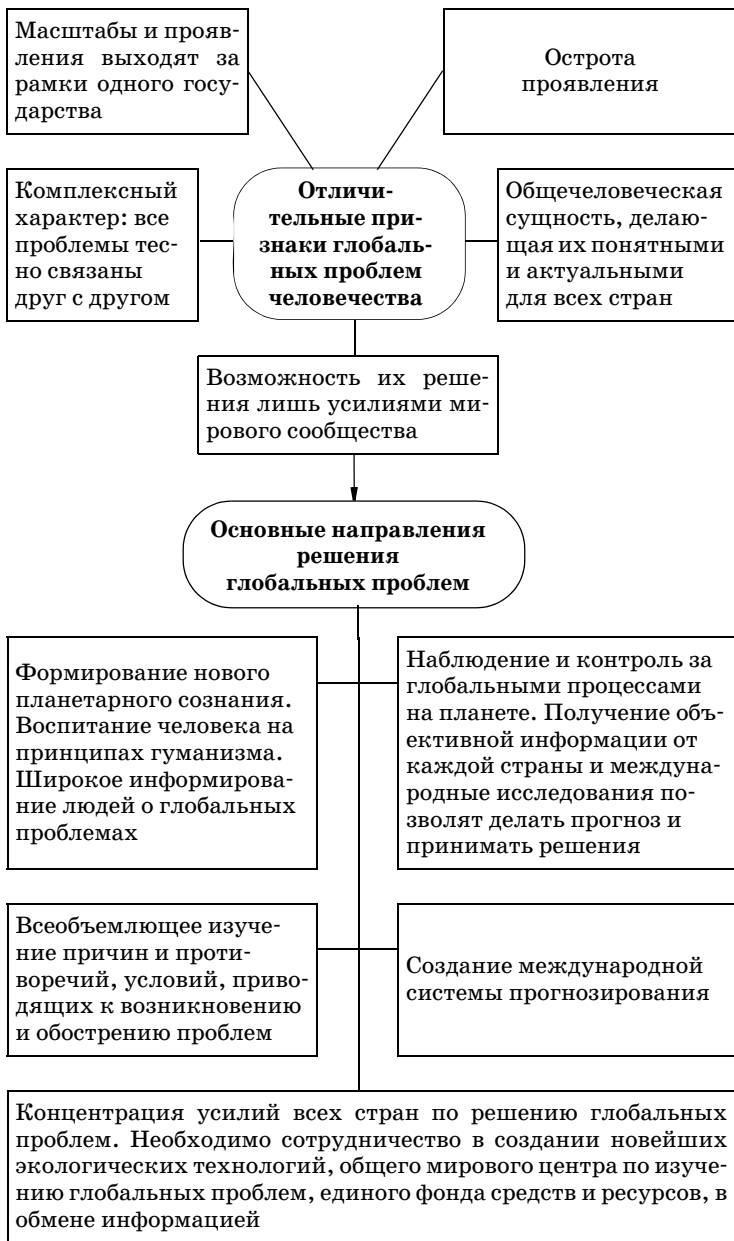 Масштабы и прояв-
ления выходят за
рамки одного госу-
дарства
Острота
проявления
Комплексный
характер: все
проблемы тес-
но связаны
друг с другом
Отличи-
тельные при-
знаки глобаль-
ных проблем
человечества
Общечеловеческая
сущность, делаю-
щая их понятными
и актуальными
для всех стран
Возможность их реше-
ния лишь усилиями ми-
рового сообщества
Основные направления
решения
глобальных проблем
Формирование нового
планетарного сознания.
Воспитание человека на
принципах гуманизма.
Широкое информирова-
ние людей о глобальных
проблемах
Наблюдение и контроль за
глобальными процессами
на планете. Получение объ-
ективной информации от
каждой страны и междуна-
родные исследования по-
зволят делать прогноз и
принимать решения
Всеобъемлющее изуче-
ние причин и проти-
воречий, условий, приво-
дящих к возникновению
и обострению проблем
Создание международной
системы прогнозирования
Концентрация усилий всех стран по решению глобальных
проблем. Необходимо сотрудничество в создании новейших
экологических технологий, общего мирового центра по изуче-
нию глобальных проблем, единого фонда средств и ресурсов, в
обмене информацией